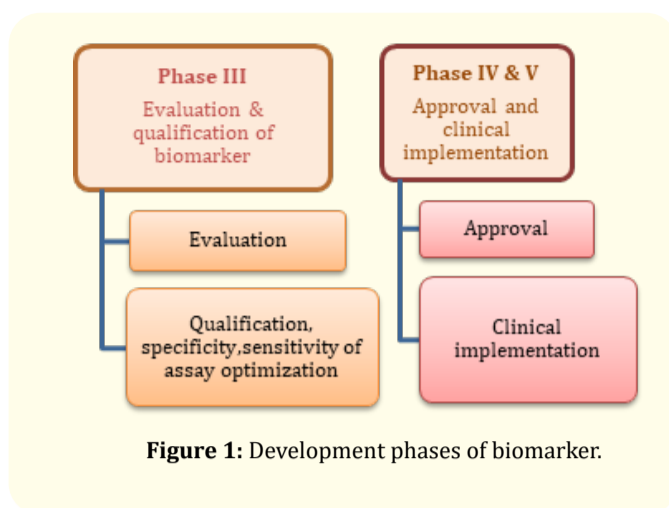 Phase III
Evaluation &
qualification of
biomarker
Evaluation
Qualification,
specificity,sensitivity of
assay optimization
Phase IV & V
Approval and
clinical
implementation
Approval
Clinical
implementation
Figure 1: Development phases of biomarker.